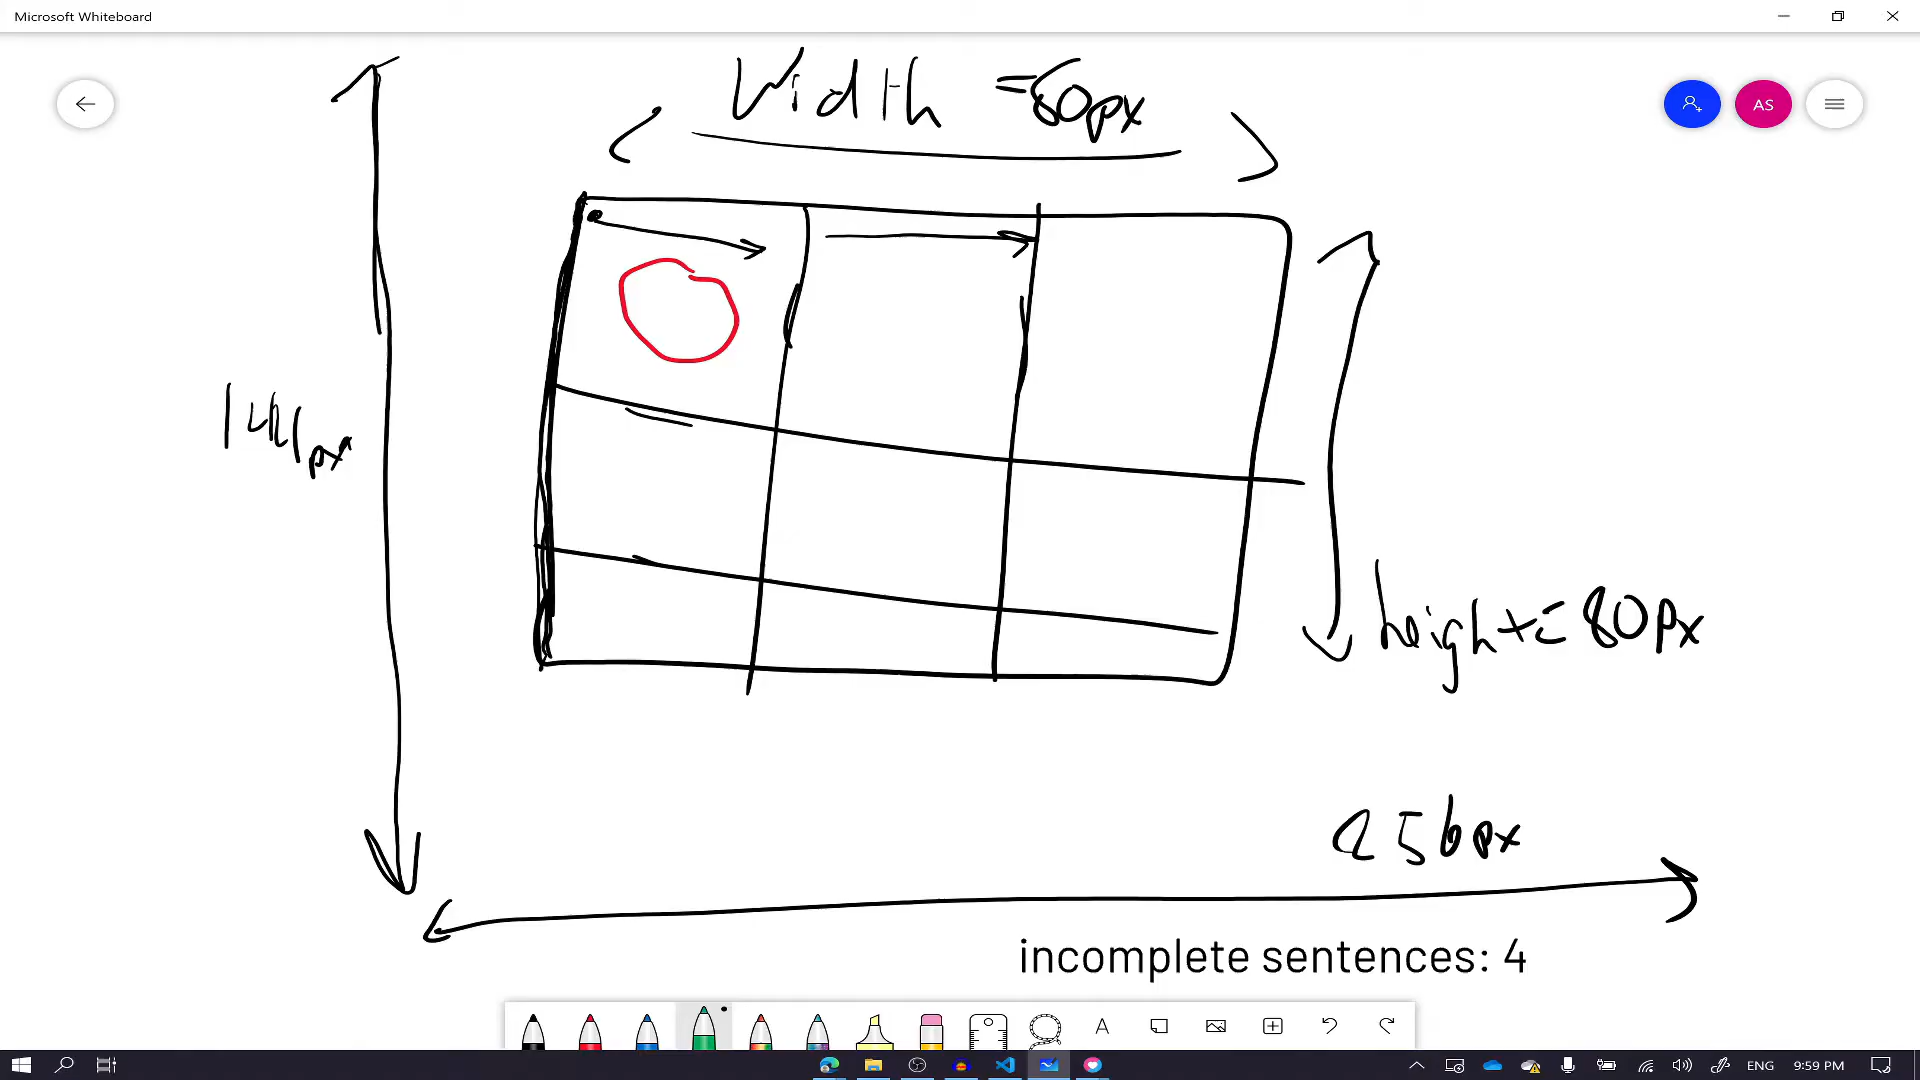 Microsoft Whiteboard
Width =80px
AS
144px
height= 80px
256px
incomplete sentences: 4
A
ENG
9:59 PM